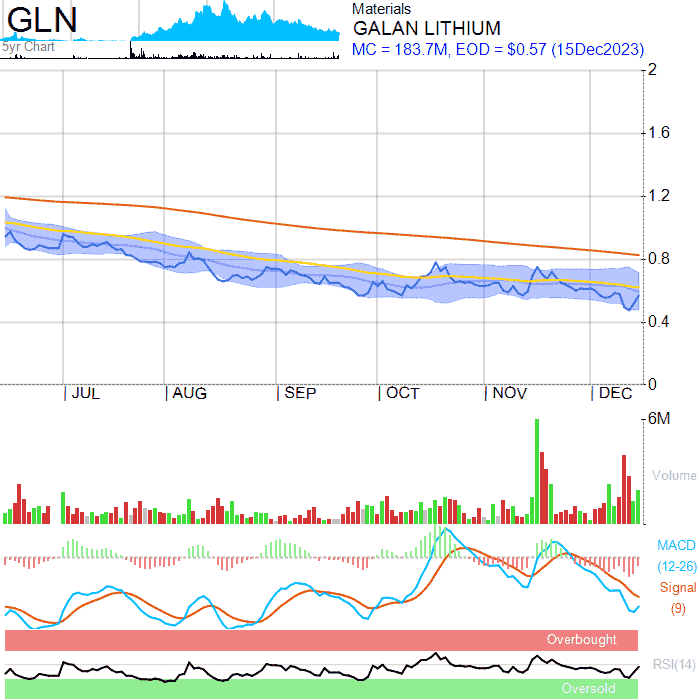 GLN
5yr Chart
Materials
GALAN LITHIUM
MC = 183.7M, EOD = $0.57 (15Dec2023)
2
1.6
1.2
0.8
0.4
0
JUL AUG SEP OCT NOV DEC
6M
Volume
MACD
(12-26)
Signal
(9)
Overbought
RSI(14)
Oversold